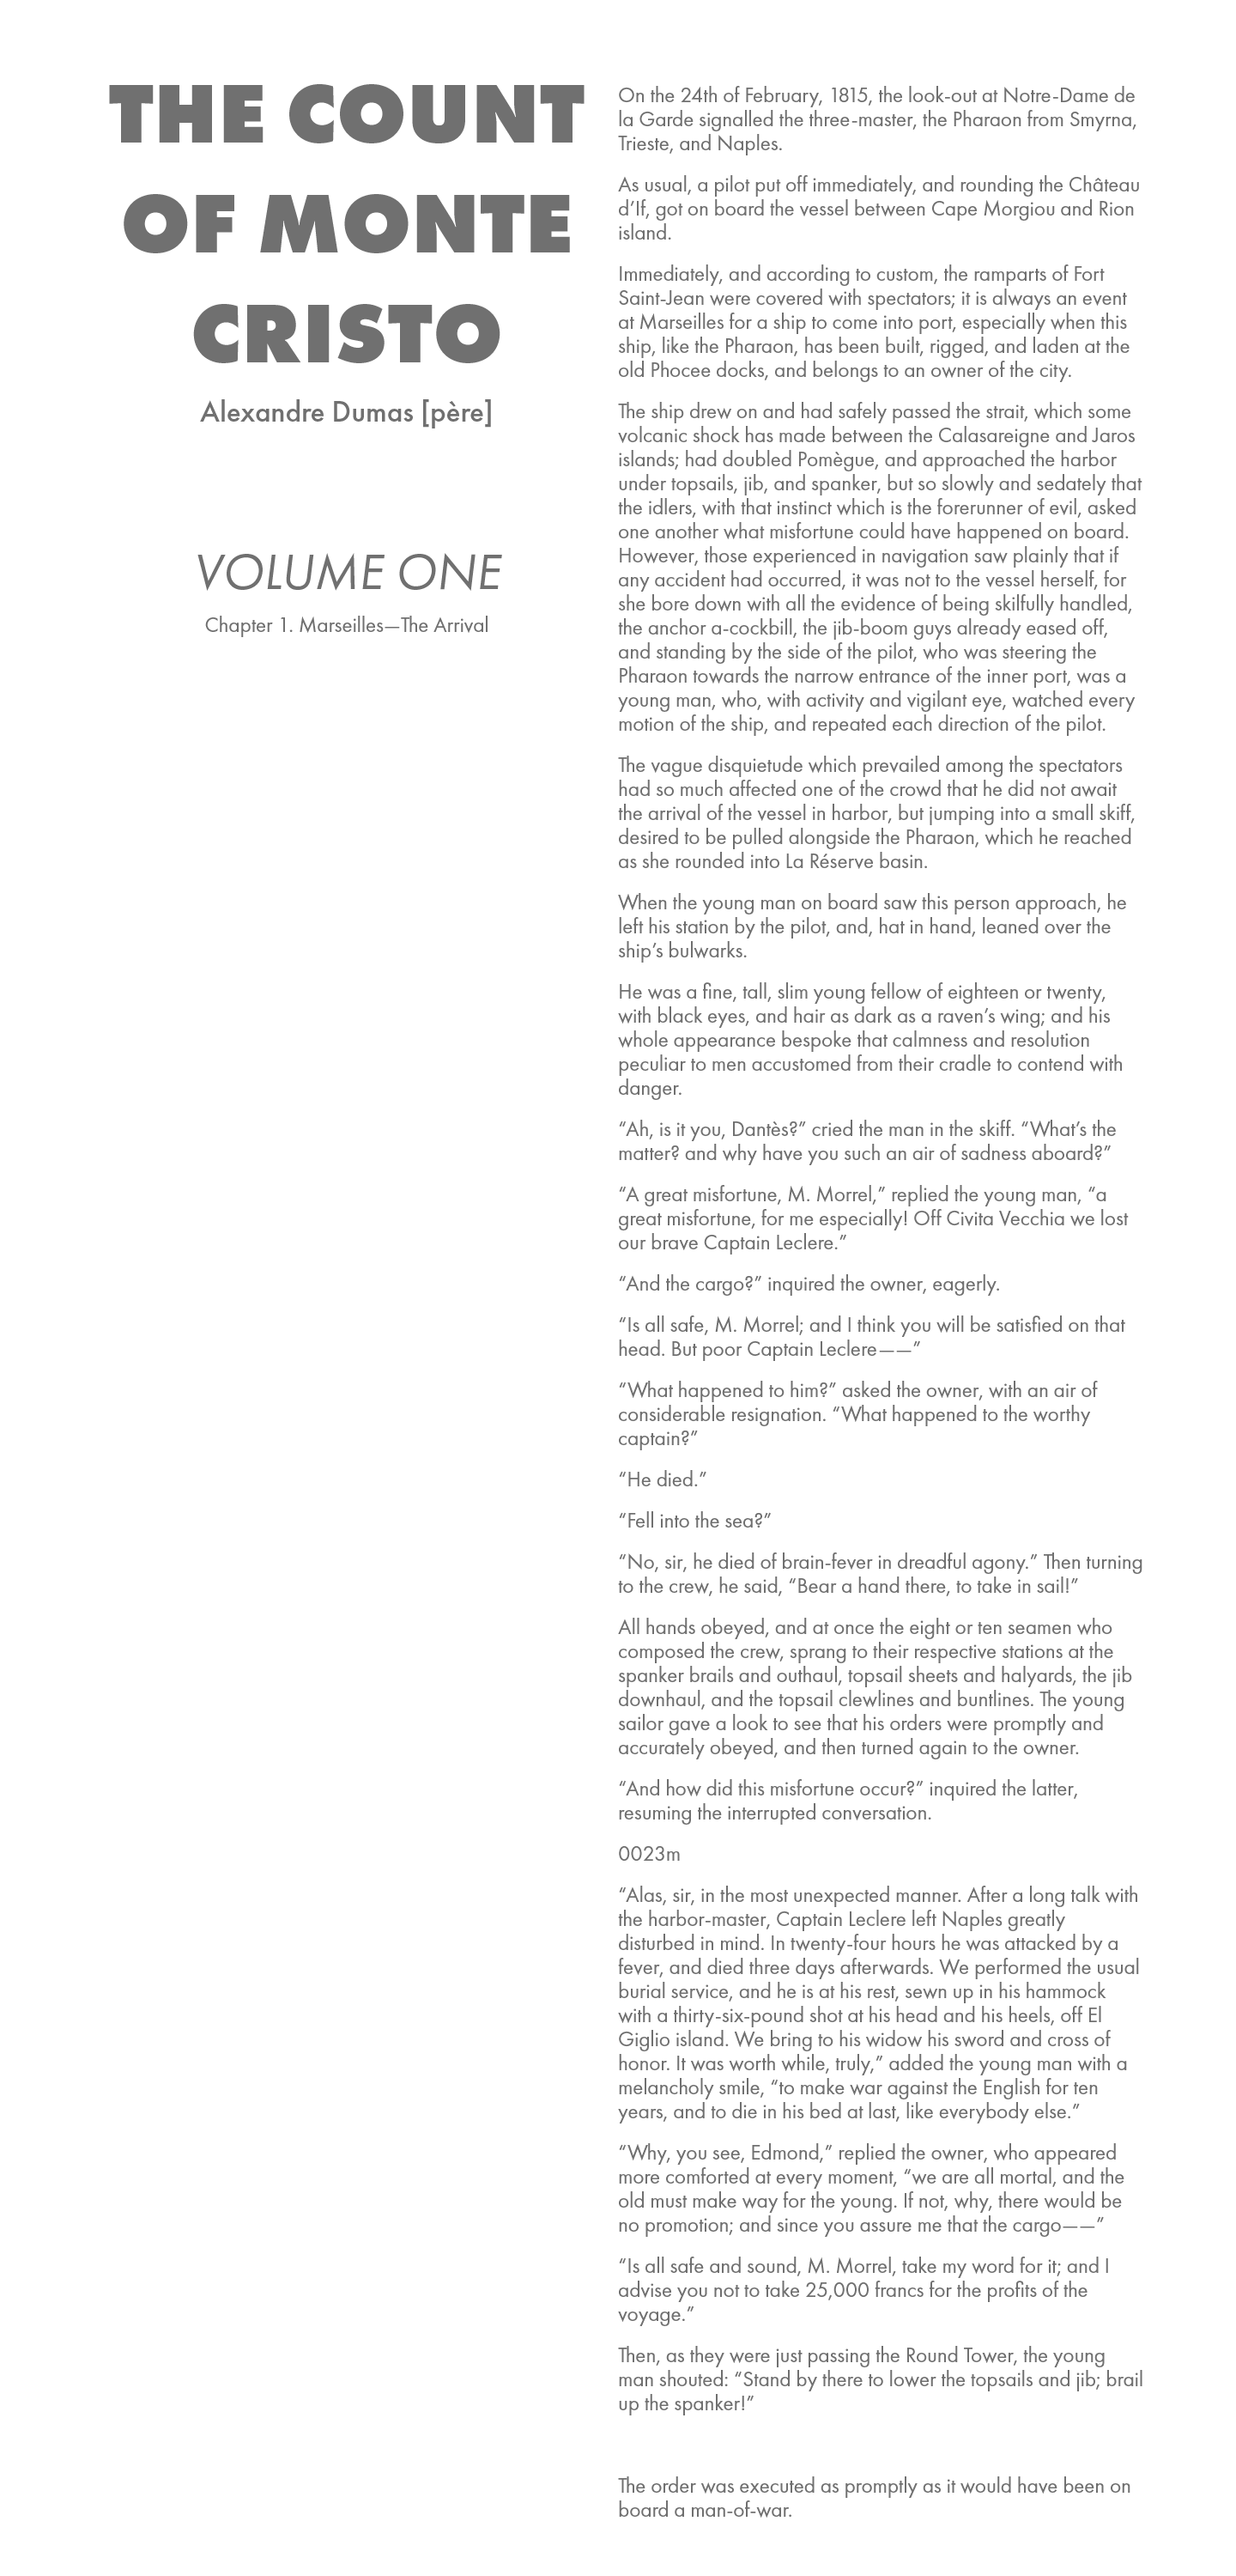 THE COUNT
OF MONTE
CRISTO
Alexandre Dumas [père]
VOLUME ONE
Chapter 1. Marseilles—The Arrival
On the 24th of February, 1815, the look-out at Notre-Dame de
la Garde signalled the three-master, the Pharaon from Smyrna,
Trieste, and Naples.
As usual, a pilot put off immediately, and rounding the Château
d’If, got on board the vessel between Cape Morgiou and Rion
island.
Immediately, and according to custom, the ramparts of Fort
Saint-Jean were covered with spectators; it is always an event
at Marseilles for a ship to come into port, especially when this
ship, like the Pharaon, has been built, rigged, and laden at the
old Phocee docks, and belongs to an owner of the city.
The ship drew on and had safely passed the strait, which some
volcanic shock has made between the Calasareigne and Jaros
islands; had doubled Pomègue, and approached the harbor
under topsails, jib, and spanker, but so slowly and sedately that
the idlers, with that instinct which is the forerunner of evil, asked
one another what misfortune could have happened on board.
However, those experienced in navigation saw plainly that if
any accident had occurred, it was not to the vessel herself, for
she bore down with all the evidence of being skilfully handled,
the anchor a-cockbill, the jib-boom guys already eased off,
and standing by the side of the pilot, who was steering the
Pharaon towards the narrow entrance of the inner port, was a
young man, who, with activity and vigilant eye, watched every
motion of the ship, and repeated each direction of the pilot.
The vague disquietude which prevailed among the spectators
had so much affected one of the crowd that he did not await
the arrival of the vessel in harbor, but jumping into a small skiff,
desired to be pulled alongside the Pharaon, which he reached
as she rounded into La Réserve basin.
When the young man on board saw this person approach, he
left his station by the pilot, and, hat in hand, leaned over the
ship’s bulwarks.
He was a fine, tall, slim young fellow of eighteen or twenty,
with black eyes, and hair as dark as a raven’s wing; and his
whole appearance bespoke that calmness and resolution
peculiar to men accustomed from their cradle to contend with
danger.
“Ah, is it you, Dantès?” cried the man in the skiff. “What’s the
matter? and why have you such an air of sadness aboard?”
“A great misfortune, M. Morrel,” replied the young man, “a
great misfortune, for me especially! Off Civita Vecchia we lost
our brave Captain Leclere.”
“And the cargo?” inquired the owner, eagerly.
“Is all safe, M. Morrel; and I think you will be satisfied on that
head. But poor Captain Leclere——”
“What happened to him?” asked the owner, with an air of
considerable resignation. “What happened to the worthy
captain?”
“He died.”
“Fell into the sea?”
“No, sir, he died of brain-fever in dreadful agony.” Then turning
to the crew, he said, “Bear a hand there, to take in sail!”
All hands obeyed, and at once the eight or ten seamen who
composed the crew, sprang to their respective stations at the
spanker brails and outhaul, topsail sheets and halyards, the jib
downhaul, and the topsail clewlines and buntlines. The young
sailor gave a look to see that his orders were promptly and
accurately obeyed, and then turned again to the owner.
“And how did this misfortune occur?” inquired the latter,
resuming the interrupted conversation.
0023m
“Alas, sir, in the most unexpected manner. After a long talk with
the harbor-master, Captain Leclere left Naples greatly
disturbed in mind. In twenty-four hours he was attacked by a
fever, and died three days afterwards. We performed the usual
burial service, and he is at his rest, sewn up in his hammock
with a thirty-six-pound shot at his head and his heels, off El
Giglio island. We bring to his widow his sword and cross of
honor. It was worth while, truly,” added the young man with a
melancholy smile, “to make war against the English for ten
years, and to die in his bed at last, like everybody else.”
“Why, you see, Edmond,” replied the owner, who appeared
more comforted at every moment, “we are all mortal, and the
old must make way for the young. If not, why, there would be
no promotion; and since you assure me that the cargo——”
“Is all safe and sound, M. Morrel, take my word for it; and I
advise you not to take 25,000 francs for the profits of the
voyage.”
Then, as they were just passing the Round Tower, the young
man shouted: “Stand by there to lower the topsails and jib; brail
up the spanker!”
The order was executed as promptly as it would have been on
board a man-of-war.